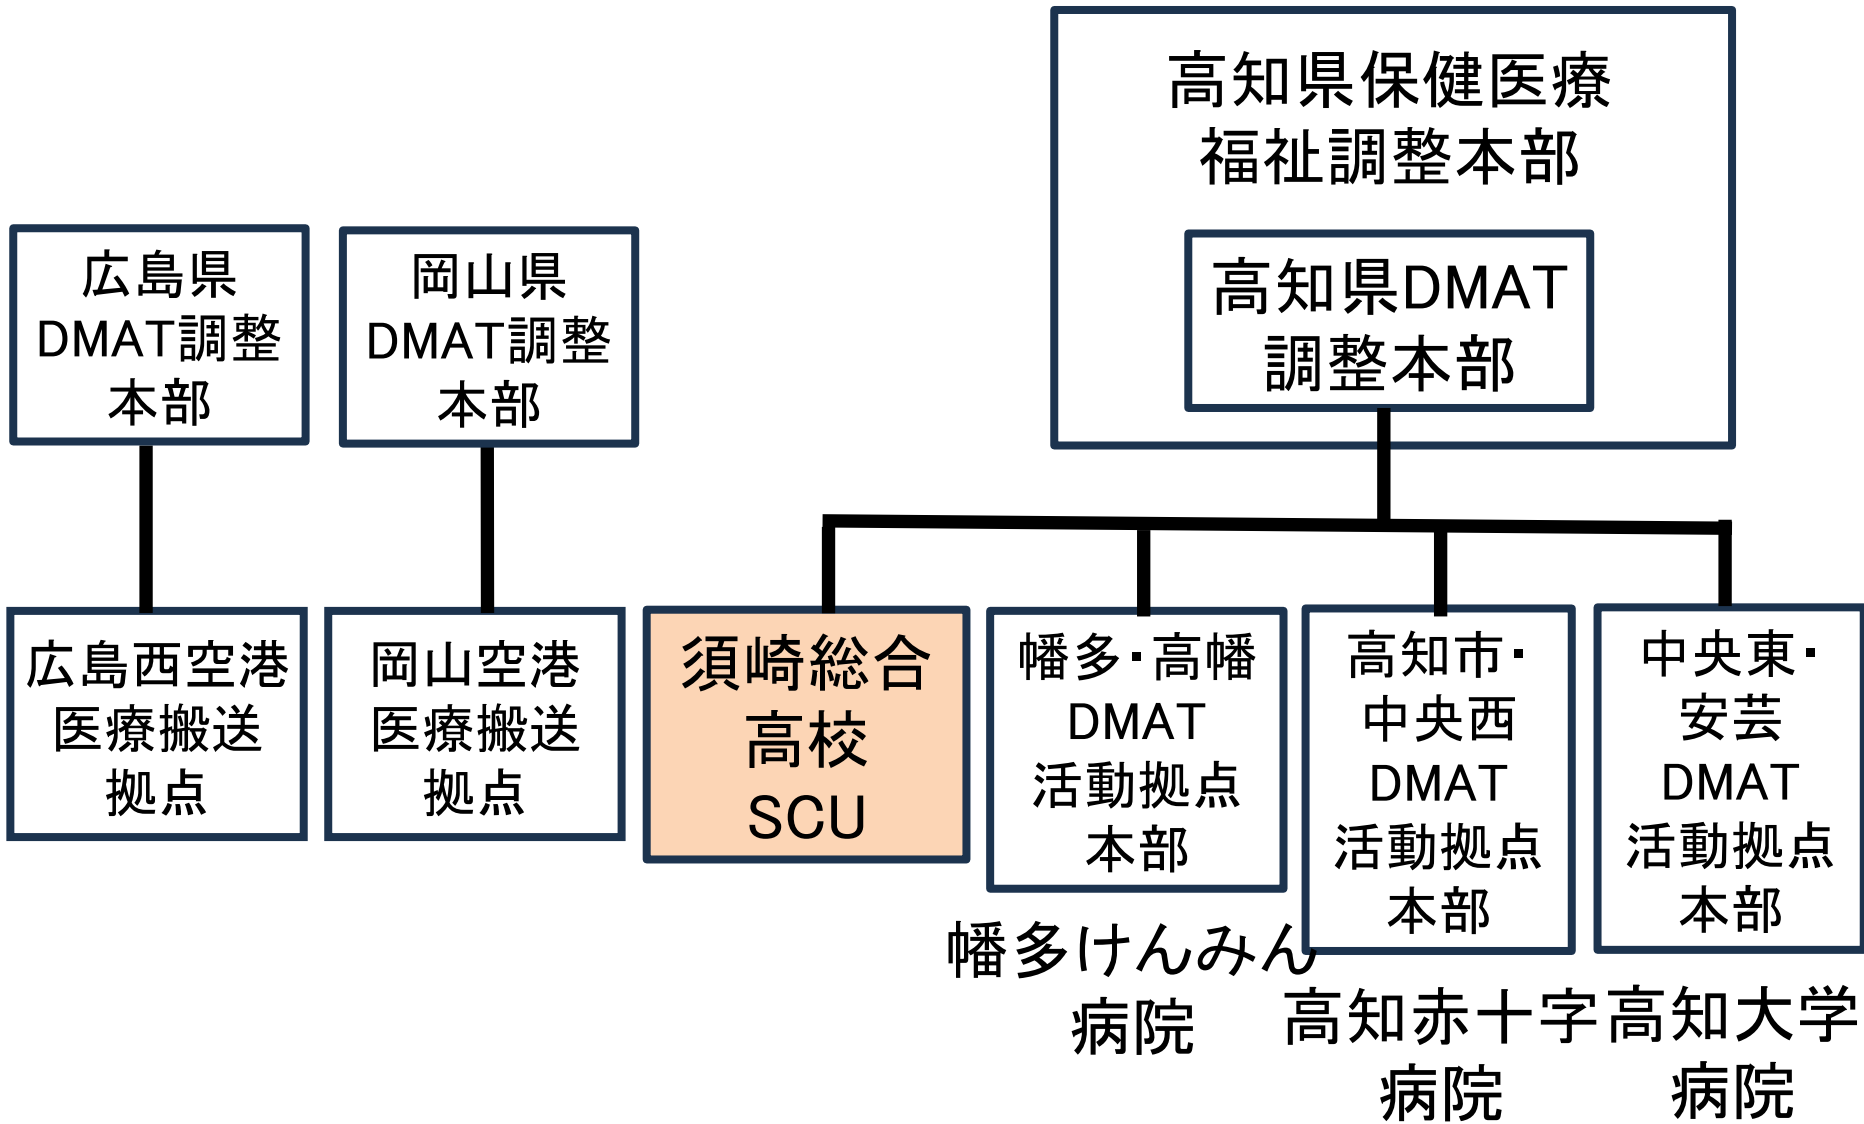 高知県保健医療
福祉調整本部
高知県DMAT
調整本部
広島県
DMAT調整
本部
岡山県
DMAT調整
本部
広島西空港
医療搬送
拠点
岡山空港
医療搬送
拠点
須崎総合
高校
SCU
幡多・高幡
DMAT
活動拠点
本部
高知市・
中央西
DMAT
活動拠点
本部
中央東・
安芸
DMAT
活動拠点
本部
幡多けんみん
病院
高知赤十字
病院
高知大学
病院